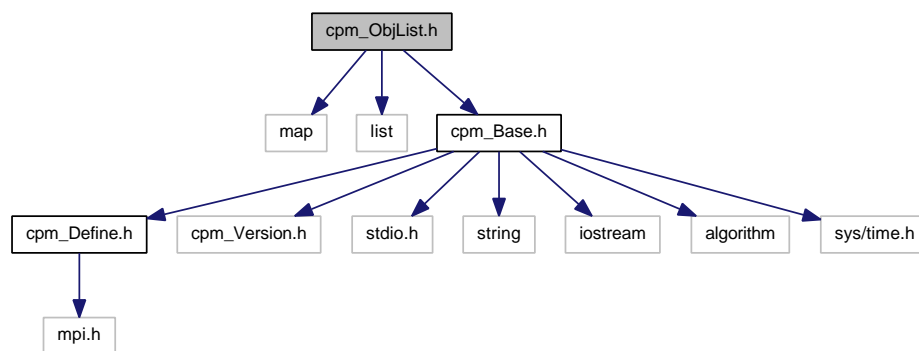 cpm_ObjList.h
map
list
cpm_Base.h
cpm_Define.h
cpm_Version.h
stdio.h
string
iostream
algorithm
sys/time.h
mpi.h